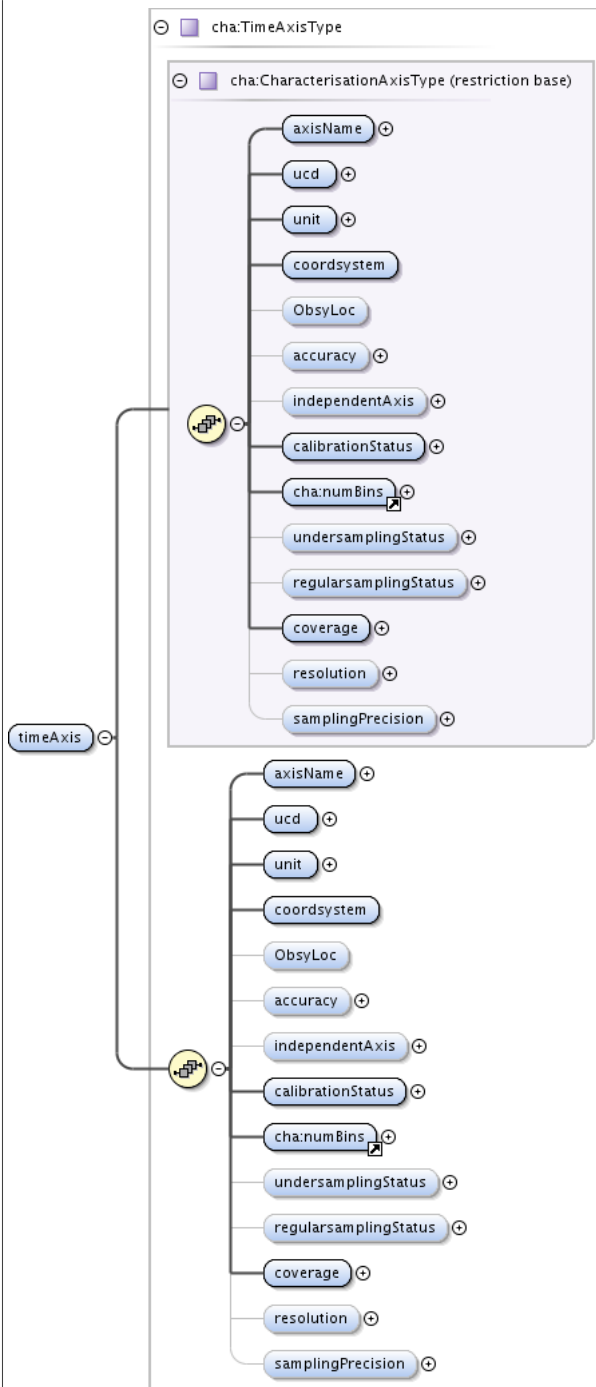 cha:TimeAxisType
cha:CharacterisationAxisType (restriction base)
axisName
ucd
unit
coordsystem
ObsyLoc
accuracy
independentAxis
calibrationStatus
cha:numBins
undersamplingStatus
regularsamplingStatus
coverage
resolution
samplingPrecision
timeAxis
axisName
ucd
unit
coordsystem
ObsyLoc
accuracy
independentAxis
calibrationStatus
cha:numBins
undersamplingStatus
regularsamplingStatus
coverage
resolution
samplingPrecision